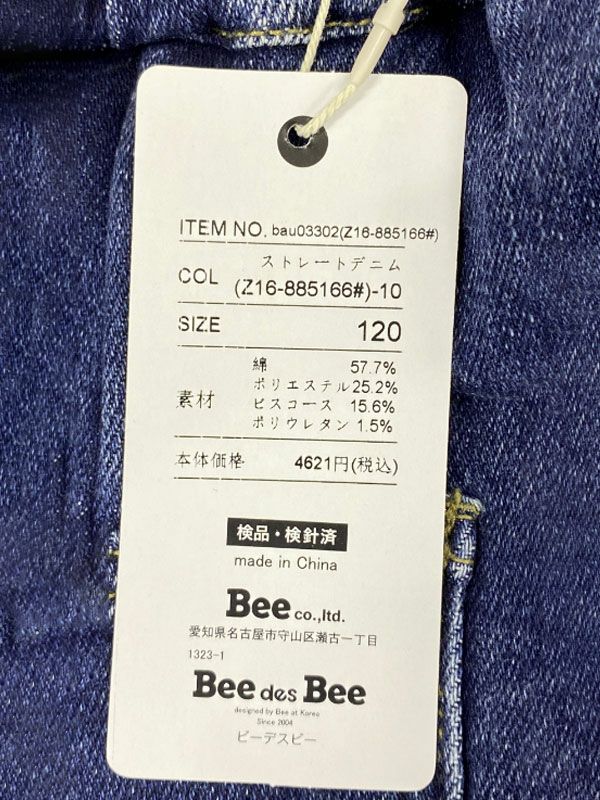 ITEM NO. bau03302(Z16-885166#)
ストレートデニム
COL (Z16-885166#)-10
SIZE 120
綿 57.7%
ポリエステル 25.2%
素材 ビスコース 15.6%
ポリウレタン 1.5%
本体価格 4621円(税込)
検品・検針済
made in China
Bee co.,ltd.
愛知県名古屋市守山区瀬古一丁目
1323-1
Bee des Bee
designed by Bee at Korea
Since 2004
ビーデスビー